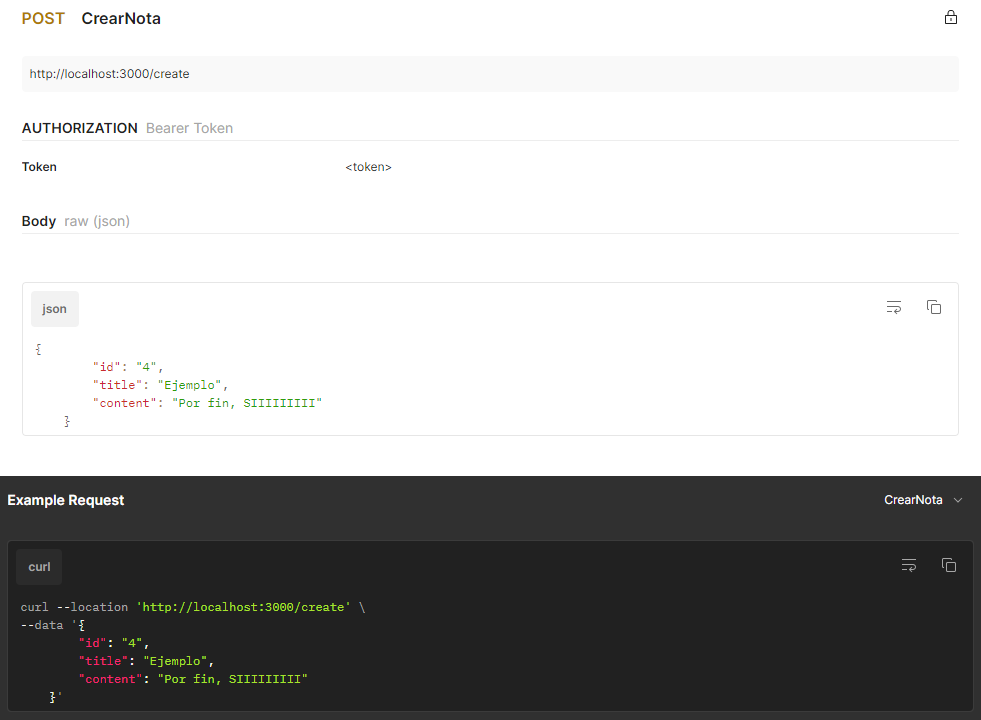 POST CrearNota
http://localhost:3000/create
AUTHORIZATION Bearer Token
Token <token>
Body raw (json)
json
{
"id": "4",
"title": "Ejemplo",
"content": "Por fin, SIIIIIIIII"
}
Example Request CrearNota
curl
curl --location 'http://localhost:3000/create' \
--data '{
"id": "4",
"title": "Ejemplo",
"content": "Por fin, SIIIIIIIII"
}'